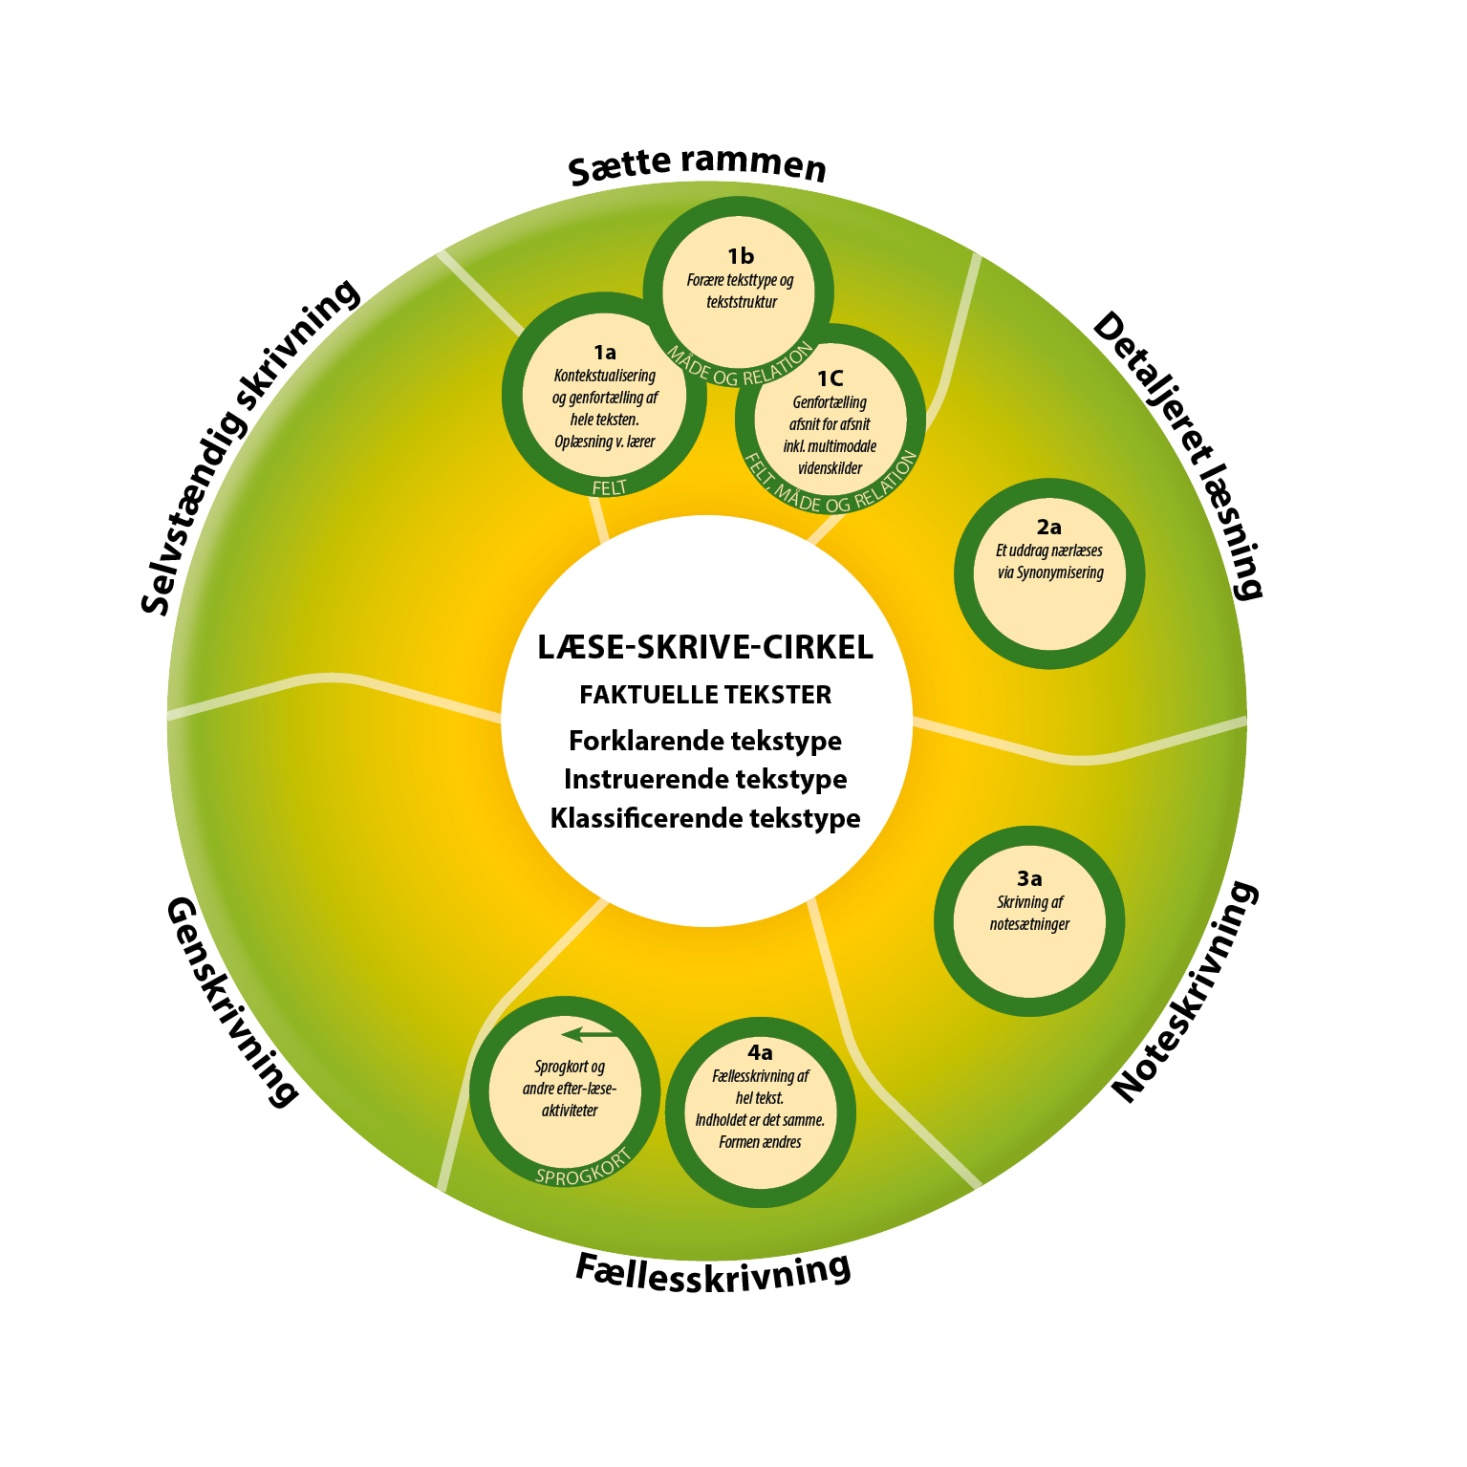 Sætte rammen
1b
Forære teksttype og
tekststruktur
MÅDE OG RELATION
1a
Kontekstualisering
og genfortælling af
hele teksten.
Oplæsning v. lærer
FELT
1C
Genfortælling
afsnit for afsnit
inkl. multimodale
videnskilder
FELT, MÅDE OG RELATION
Detaljeret læsning
2a
Et uddrag nærlæses
via Synonymisering
Noteskrivning
3a
Skrivning af
notesætninger
Fællesskrivning
4a
Fællesskrivning af
hel tekst.
Indholdet er det samme.
Formen ændres
Sprogkort og
andre efter-læse-
aktiviteter
SPROGKORT
Genskrivning
Selvstændig skrivning
LÆSE-SKRIVE-CIRKEL
FAKTUELLE TEKSTER
Forklarende tekstype
Instruerende tekstype
Klassificerende tekstype